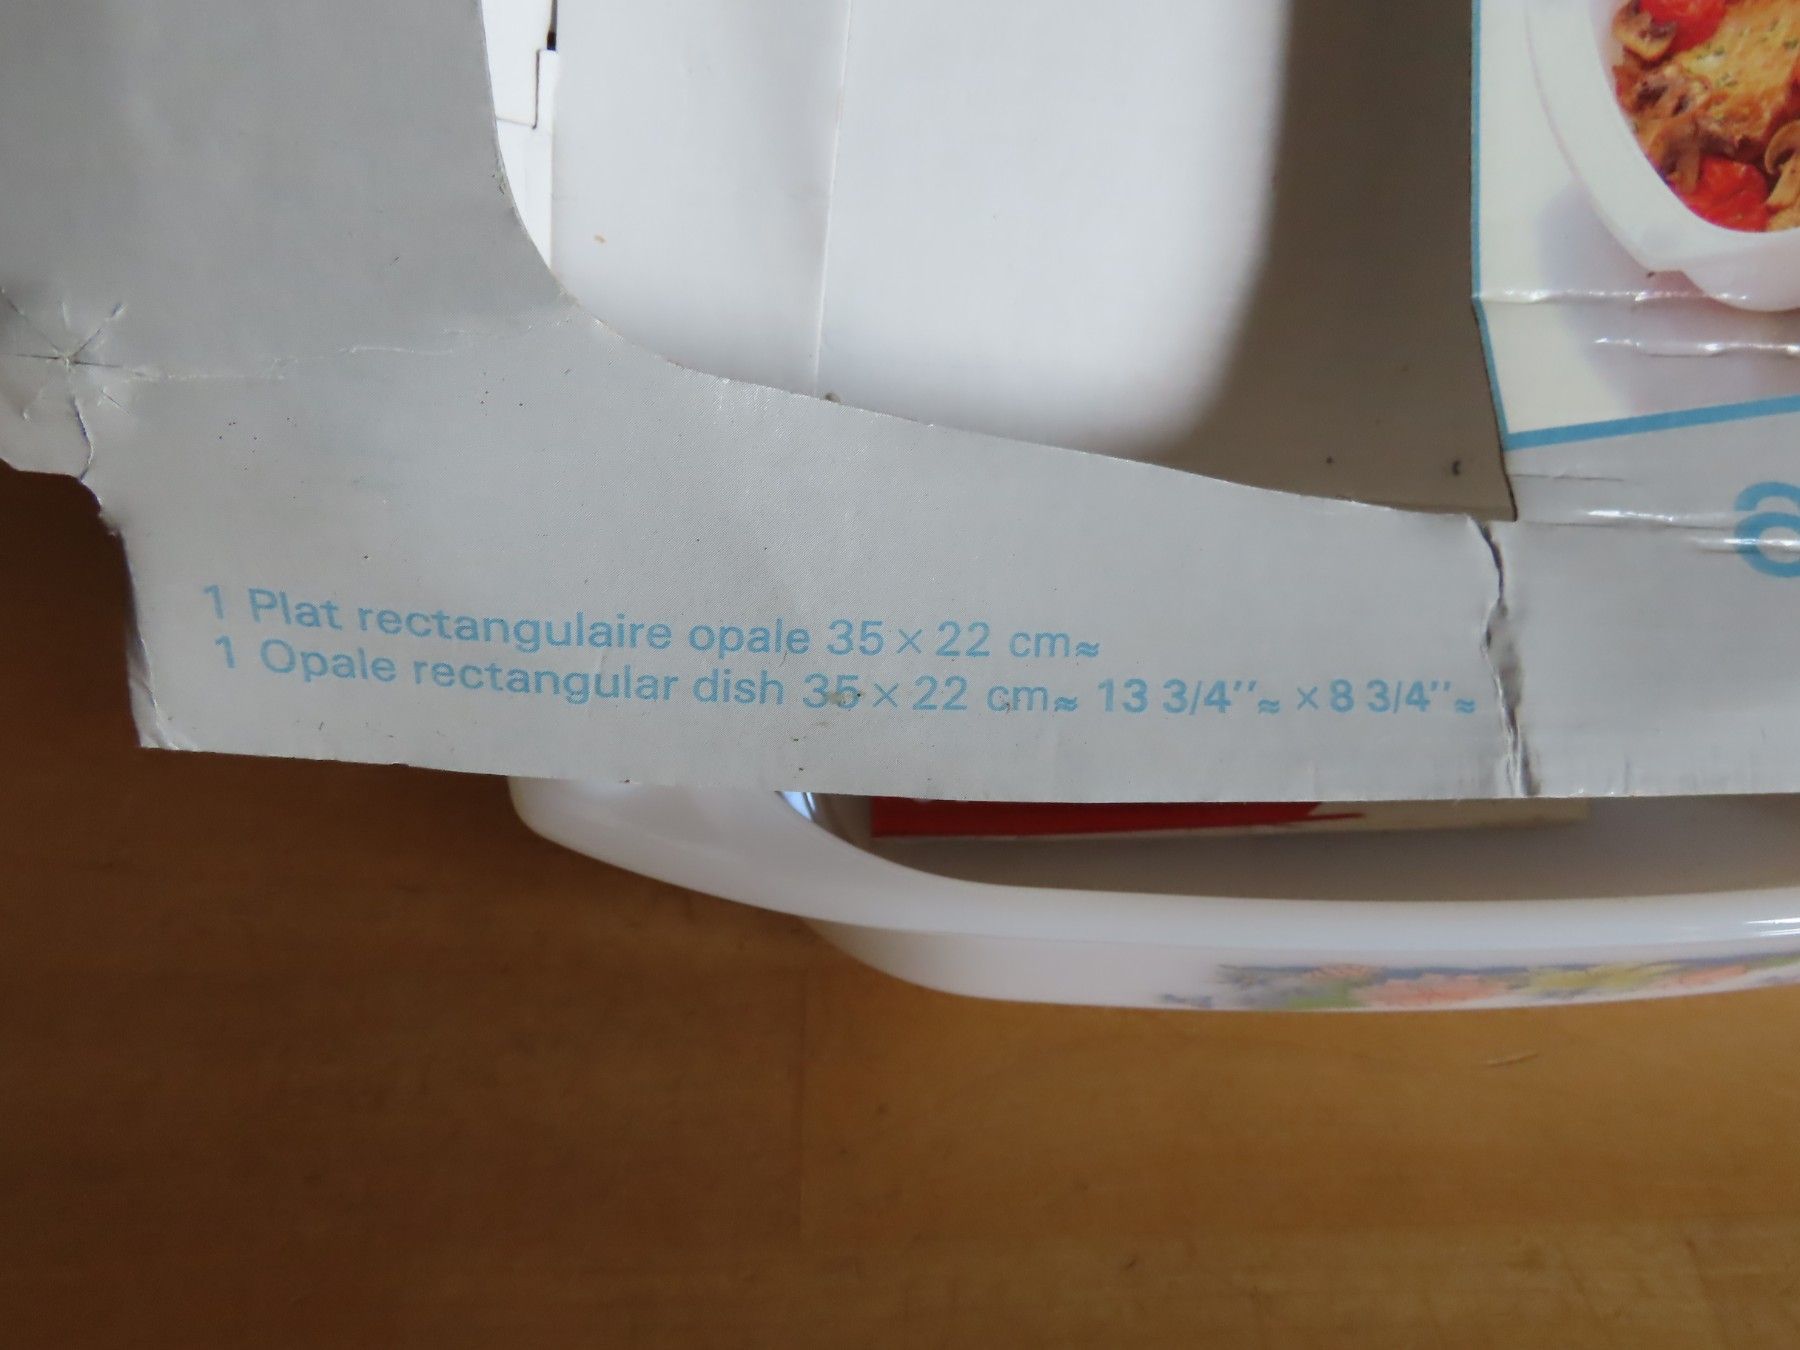 1 Plat rectangulaire opale 35 × 22 cm≈
1 Opale rectangular dish 35 × 22 cm≈ 13 3/4''≈ × 8 3/4''≈